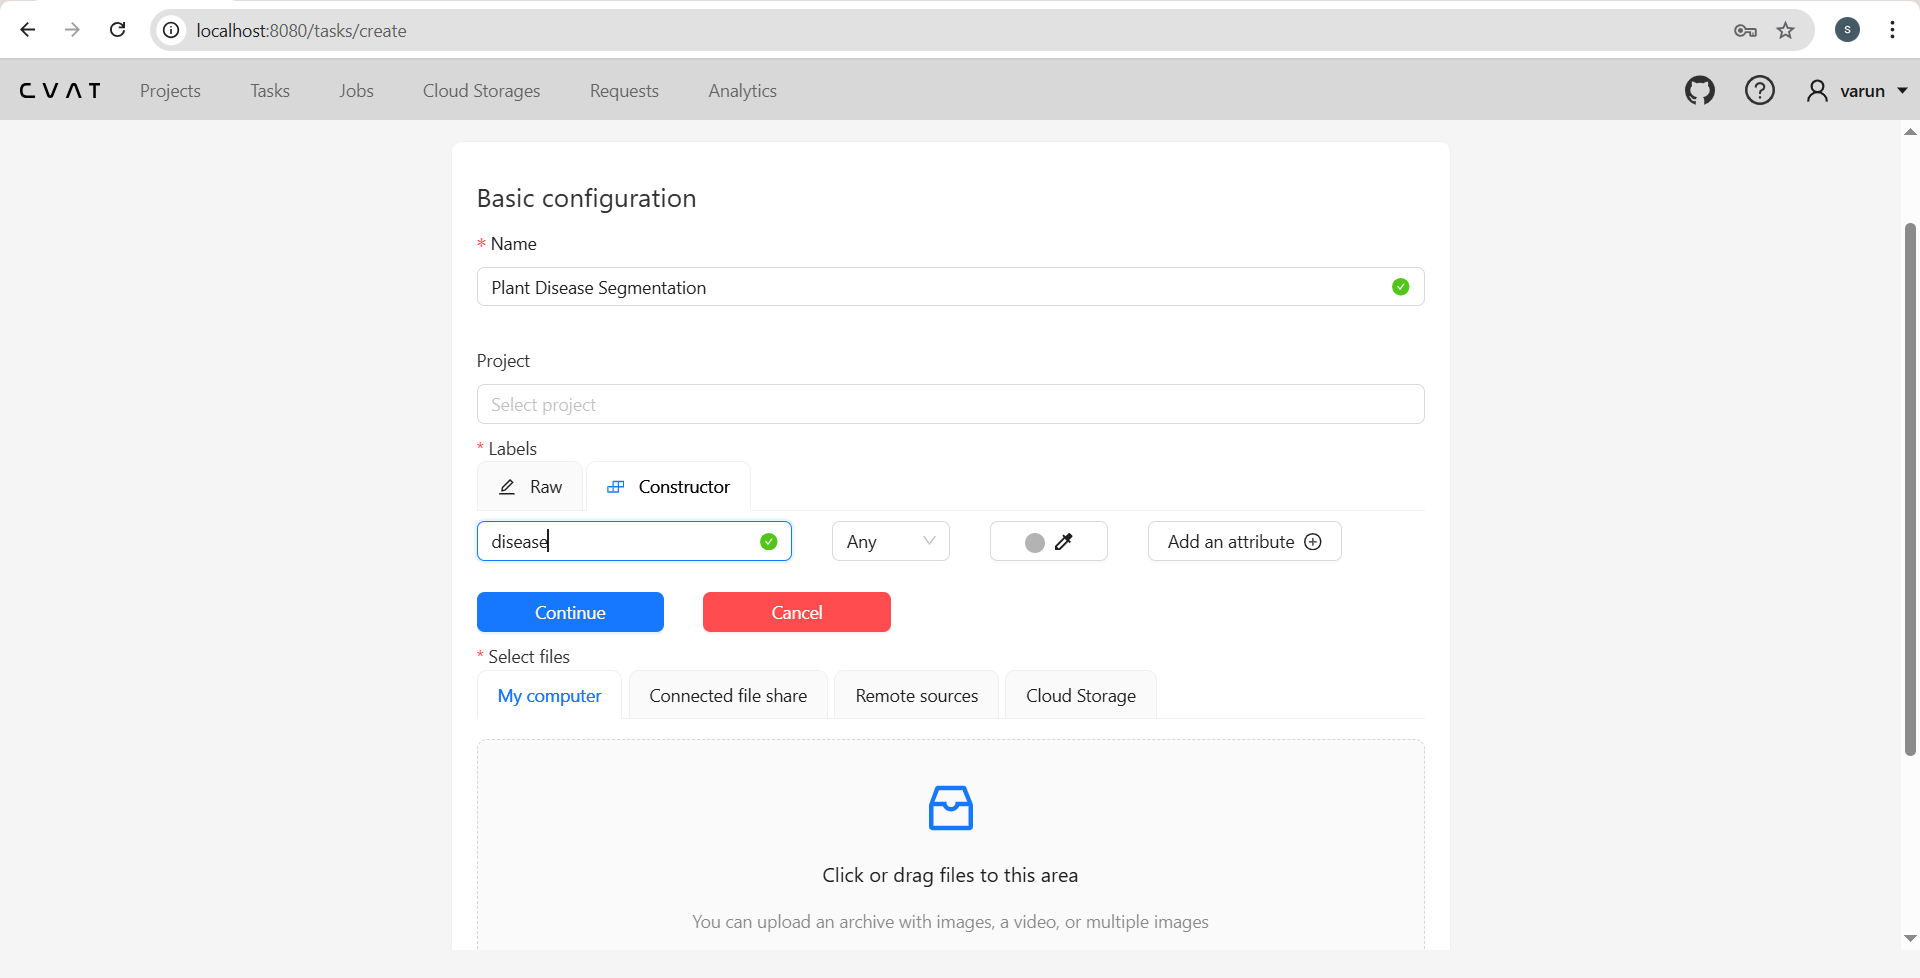 localhost:8080/tasks/create
S
CVAT Projects Tasks Jobs Cloud Storages Requests Analytics varun
Basic configuration
* Name
Plant Disease Segmentation
Project
Select project
* Labels
Raw Constructor
disease Any Add an attribute
Continue Cancel
* Select files
My computer Connected file share Remote sources Cloud Storage
Click or drag files to this area
You can upload an archive with images, a video, or multiple images